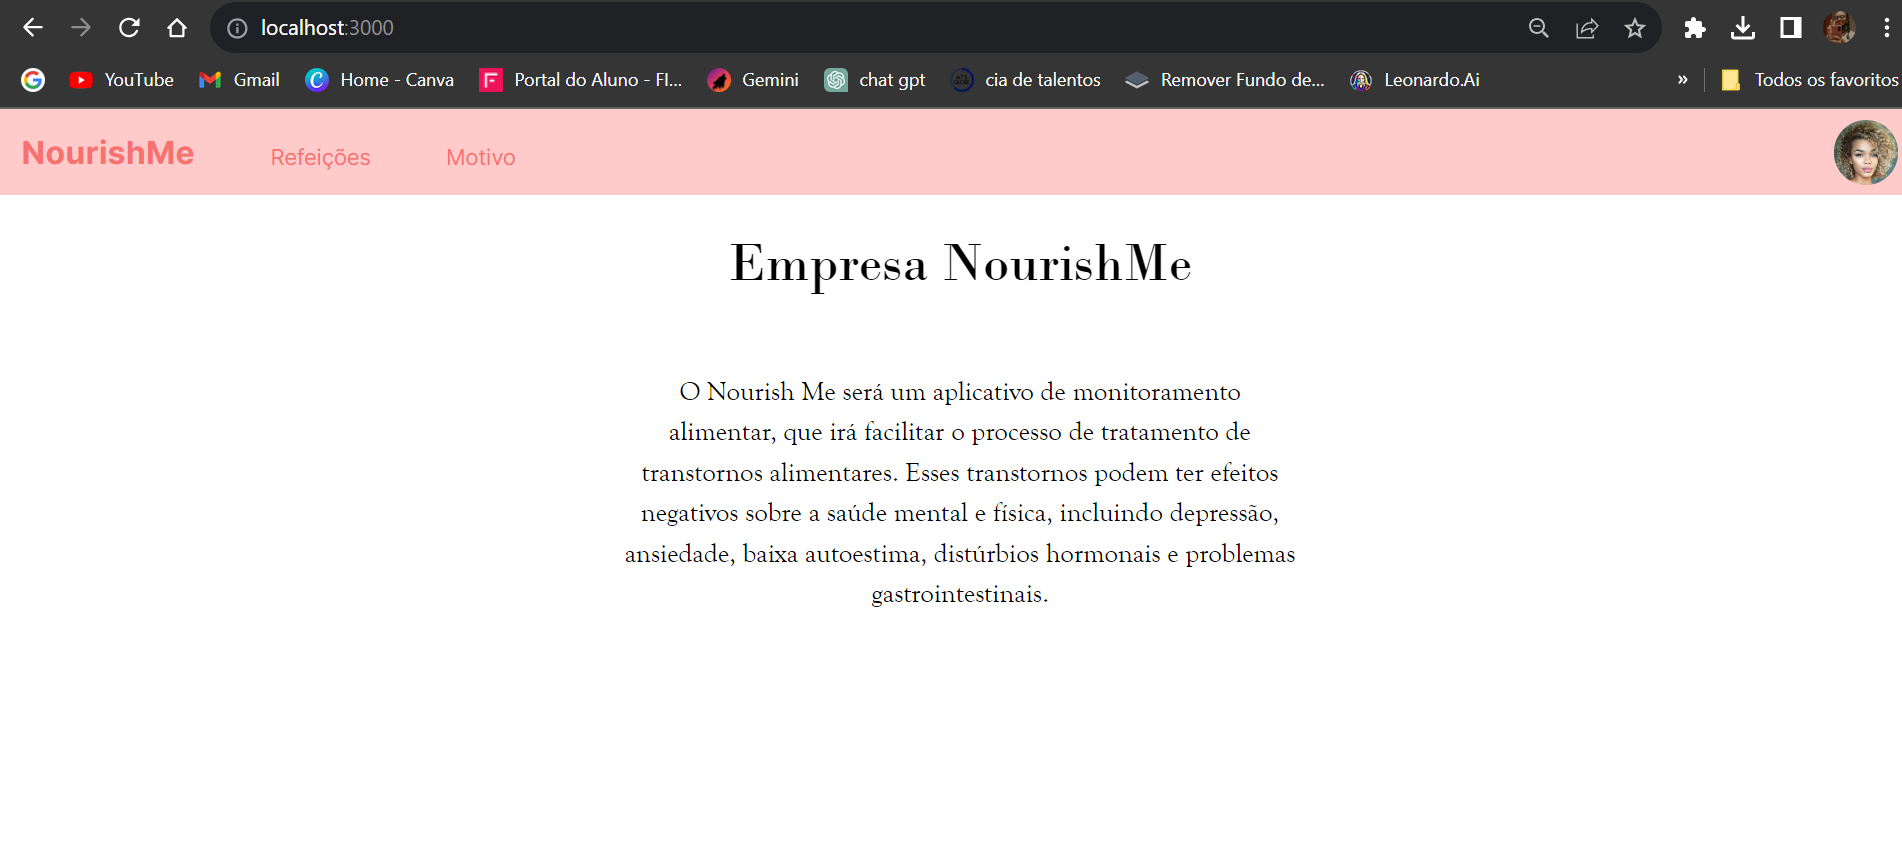 localhost:3000
YouTube
Gmail
Home - Canva
Portal do Aluno - Fl...
Gemini
chat gpt
cia de talentos
Remover Fundo de...
Leonardo.Ai
»
Todos os favoritos
NourishMe
Refeições
Motivo
Empresa NourishMe
O Nourish Me será um aplicativo de monitoramento
alimentar, que irá facilitar o processo de tratamento de
transtornos alimentares. Esses transtornos podem ter efeitos
negativos sobre a saúde mental e física, incluindo depressão,
ansiedade, baixa autoestima, distúrbios hormonais e problemas
gastrointestinais.